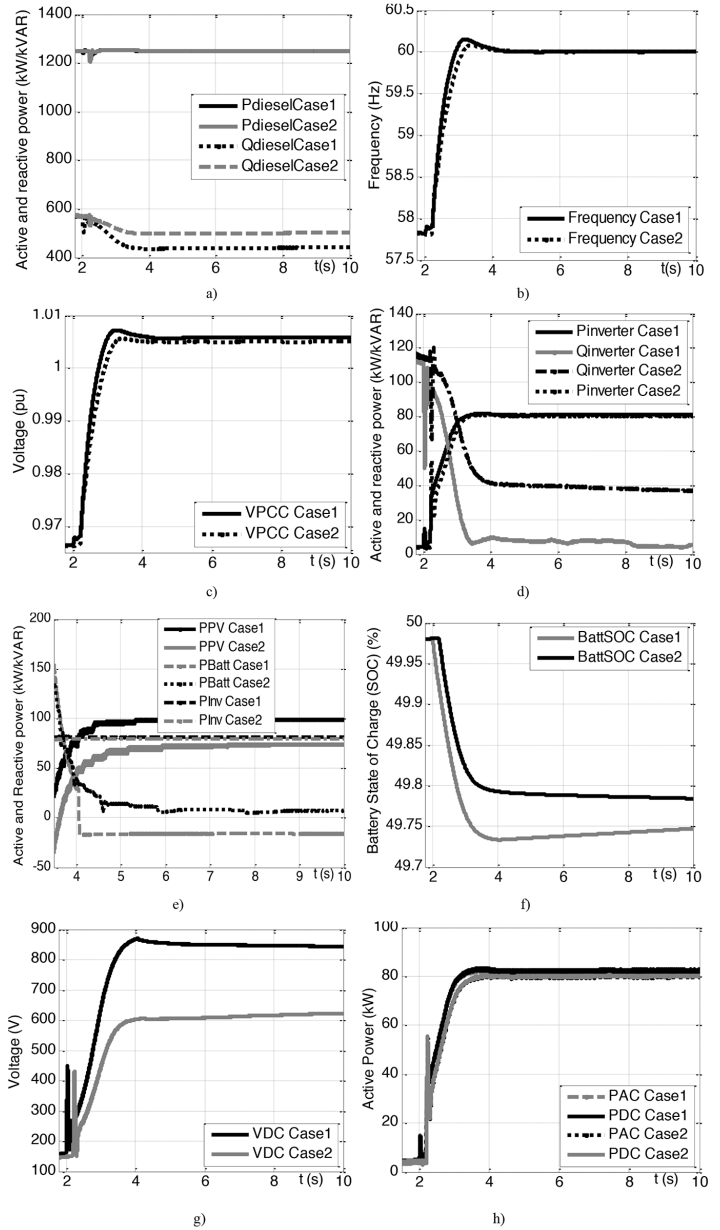 Active and reactive power (kW/kVAR)
1400
1200
1000
800
600
400
PdieselCase1
PdieselCase2
QdieselCase1
QdieselCase2
2 4 6 8 t(s) 10
a)
Frequency (Hz)
60.5
60
59.5
59
58.5
58
57.5
Frequency Case1
Frequency Case2
2 4 6 8 t(s) 10
b)
Voltage (pu)
1.01
1
0.99
0.98
0.97
VPCC Case1
VPCC Case2
2 4 6 8 t (s) 10
c)
Active and reactive power (kW/kVAR)
140
120
100
80
60
40
20
0
Pinverter Case1
Qinverter Case1
Qinverter Case2
Pinverter Case2
2 4 6 8 t (s) 10
d)
Active and Reactive power (kW/kVAR)
200
150
100
50
0
-50
PPV Case1
PPV Case2
PBatt Case1
PBatt Case2
PInv Case1
PInv Case2
4 5 6 7 8 9 t (s) 10
e)
Battery State of Charge (SOC) (%)
50
49.95
49.9
49.85
49.8
49.75
49.7
BattSOC Case1
BattSOC Case2
2 4 6 8 t (s) 10
f)
Voltage (V)
900
800
700
600
500
400
300
200
100
VDC Case1
VDC Case2
2 4 6 8 t (s) 10
g)
Active Power (kW)
100
80
60
40
20
0
PAC Case1
PDC Case1
PAC Case2
PDC Case2
2 4 6 8 t (s) 10
h)